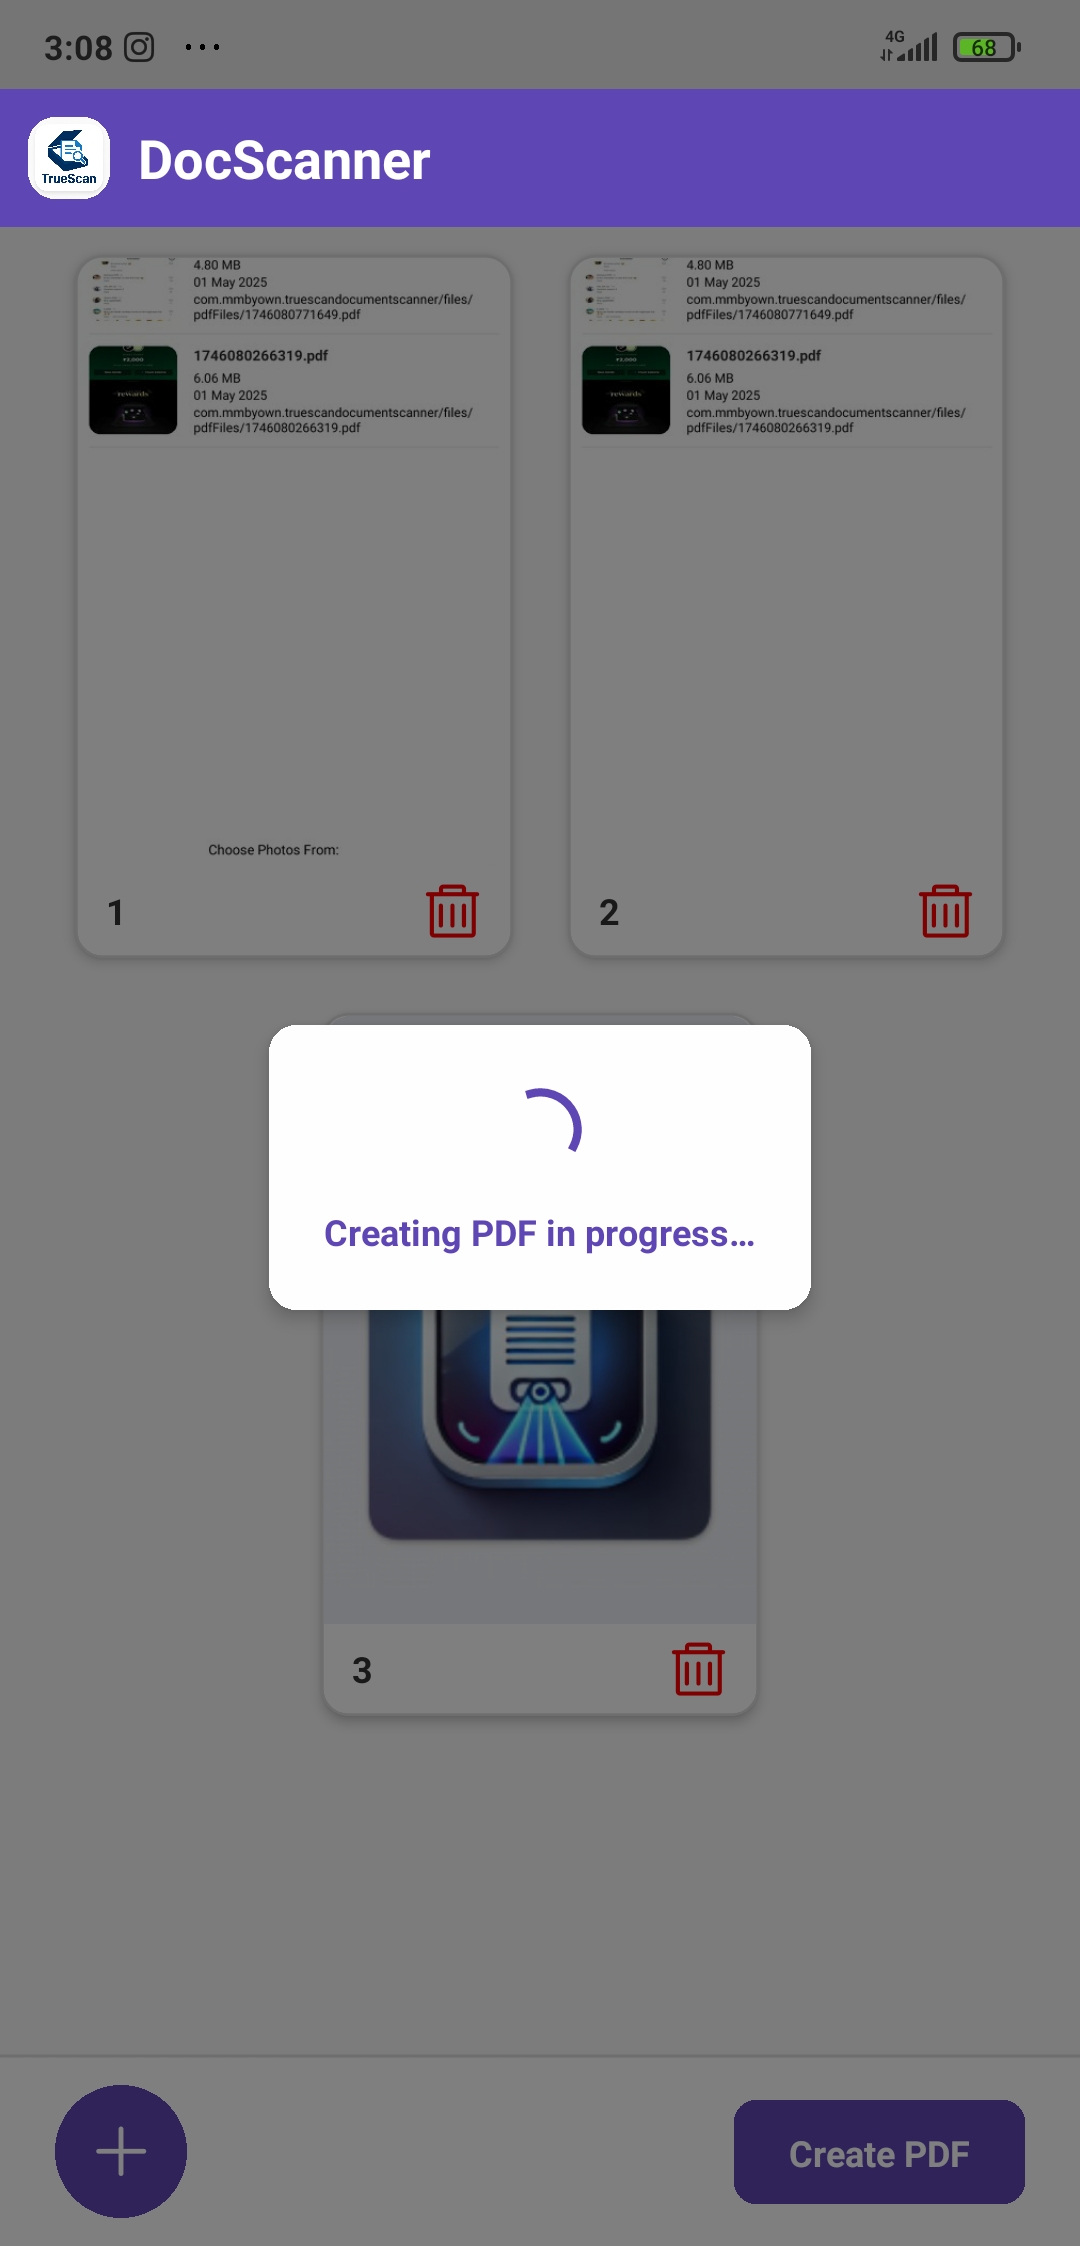 3:08
4G
68
TrueScan
DocScanner
4.80 MB
01 May 2025
com.mmbyown.truescandocumentscanner/files/
pdfFiles/1746080771649.pdf
1746080266319.pdf
6.06 MB
01 May 2025
com.mmbyown.truescandocumentscanner/files/
pdfFiles/1746080266319.pdf
Choose Photos From:
1
4.80 MB
01 May 2025
com.mmbyown.truescandocumentscanner/files/
pdfFiles/1746080771649.pdf
1746080266319.pdf
6.06 MB
01 May 2025
com.mmbyown.truescandocumentscanner/files/
pdfFiles/1746080266319.pdf
2
Creating PDF in progress...
3
Create PDF